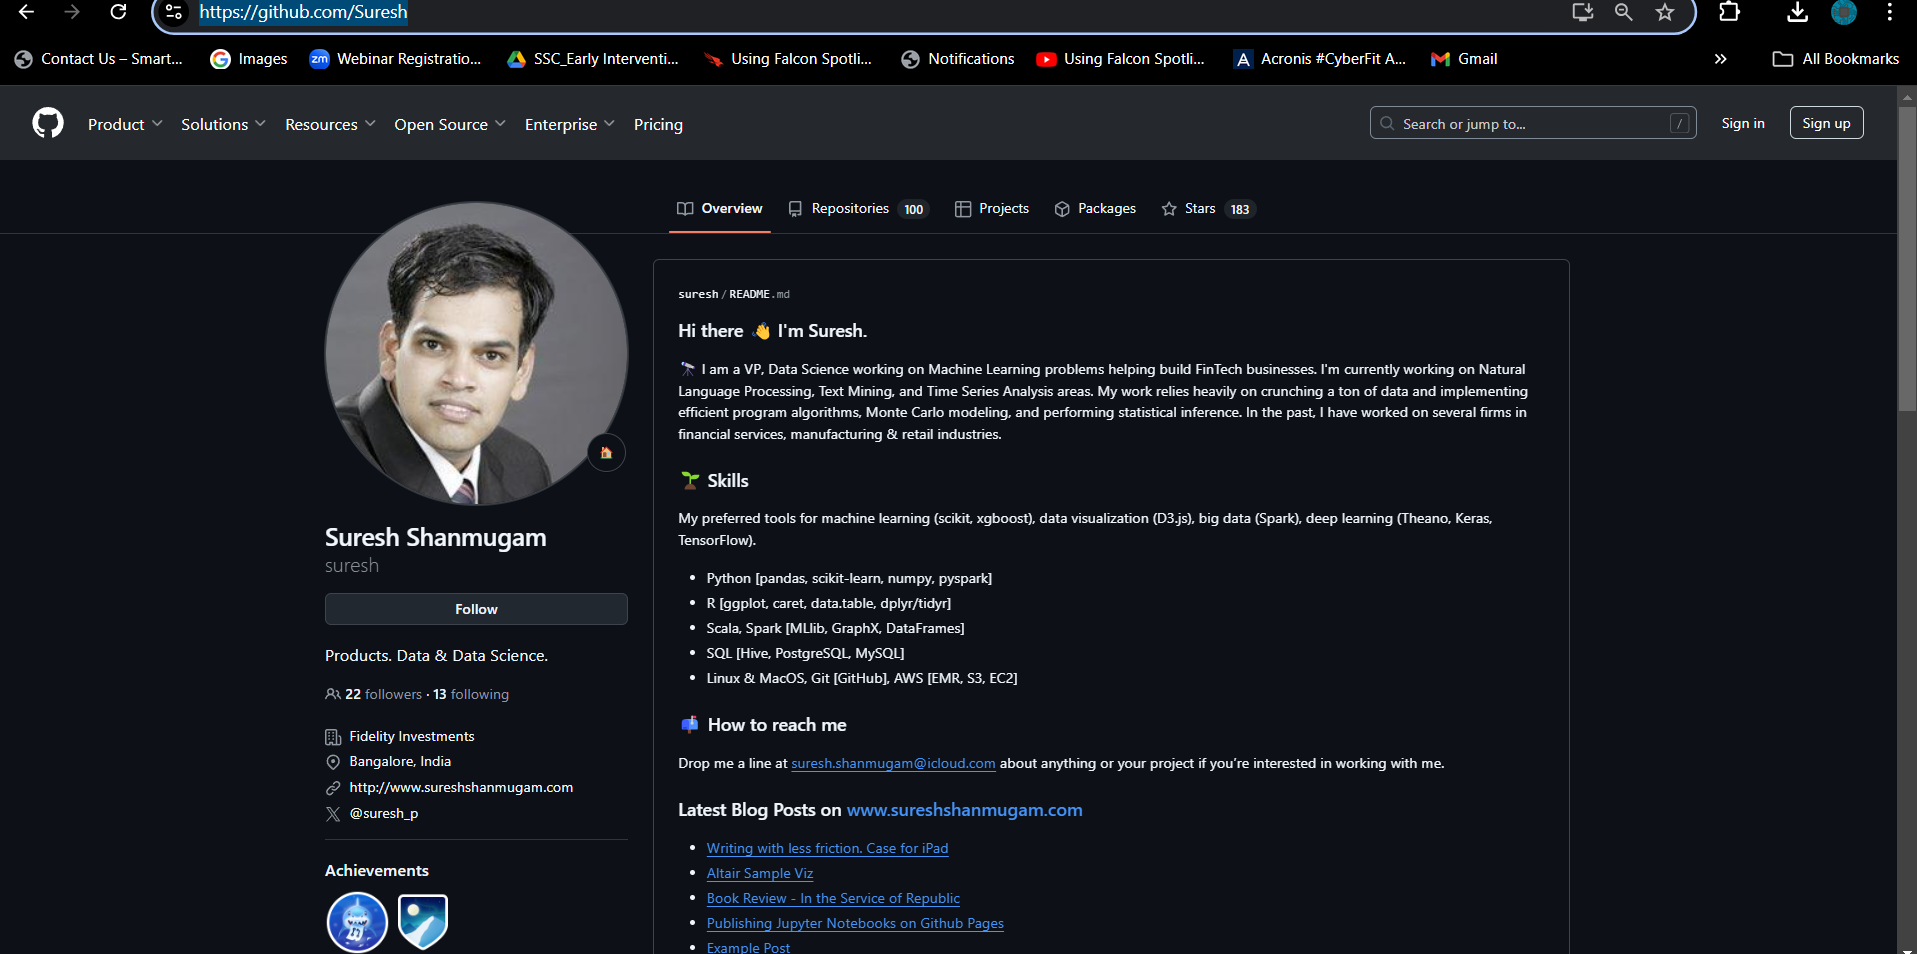 https://github.com/Suresh
Contact Us – Smart...
Images
Webinar Registratio...
SSC_Early Interventi...
Using Falcon Spotli...
Notifications
Using Falcon Spotli...
Acronis #CyberFit A...
Gmail
All Bookmarks
Product
Solutions
Resources
Open Source
Enterprise
Pricing
Search or jump to...
/
Sign in
Sign up
Overview
Repositories 100
Projects
Packages
Stars 183
Suresh Shanmugam
suresh
Follow
Products. Data & Data Science.
22 followers · 13 following
Fidelity Investments
Bangalore, India
http://www.sureshshanmugam.com
@suresh_p
Achievements
suresh/README.md
Hi there 👋 I'm Suresh.
🔭 I am a VP, Data Science working on Machine Learning problems helping build FinTech businesses. I'm currently working on Natural
Language Processing, Text Mining, and Time Series Analysis areas. My work relies heavily on crunching a ton of data and implementing
efficient program algorithms, Monte Carlo modeling, and performing statistical inference. In the past, I have worked on several firms in
financial services, manufacturing & retail industries.
🌱 Skills
My preferred tools for machine learning (scikit, xgboost), data visualization (D3.js), big data (Spark), deep learning (Theano, Keras,
TensorFlow).
• Python [pandas, scikit-learn, numpy, pyspark]
• R [ggplot, caret, data.table, dplyr/tidyr]
• Scala, Spark [MLlib, GraphX, DataFrames]
• SQL [Hive, PostgreSQL, MySQL]
• Linux & MacOS, Git [GitHub], AWS [EMR, S3, EC2]
📫 How to reach me
Drop me a line at suresh.shanmugam@icloud.com about anything or your project if you're interested in working with me.
Latest Blog Posts on www.sureshshanmugam.com
• Writing with less friction. Case for iPad
• Altair Sample Viz
• Book Review - In the Service of Republic
• Publishing Jupyter Notebooks on Github Pages
• Example Post